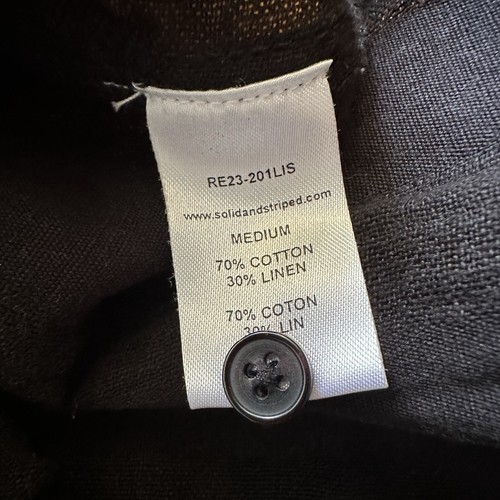 RE23-201LIS
www.solidandstriped.com
MEDIUM
70% COTTON
30% LINEN
70% COTON
30% LIN